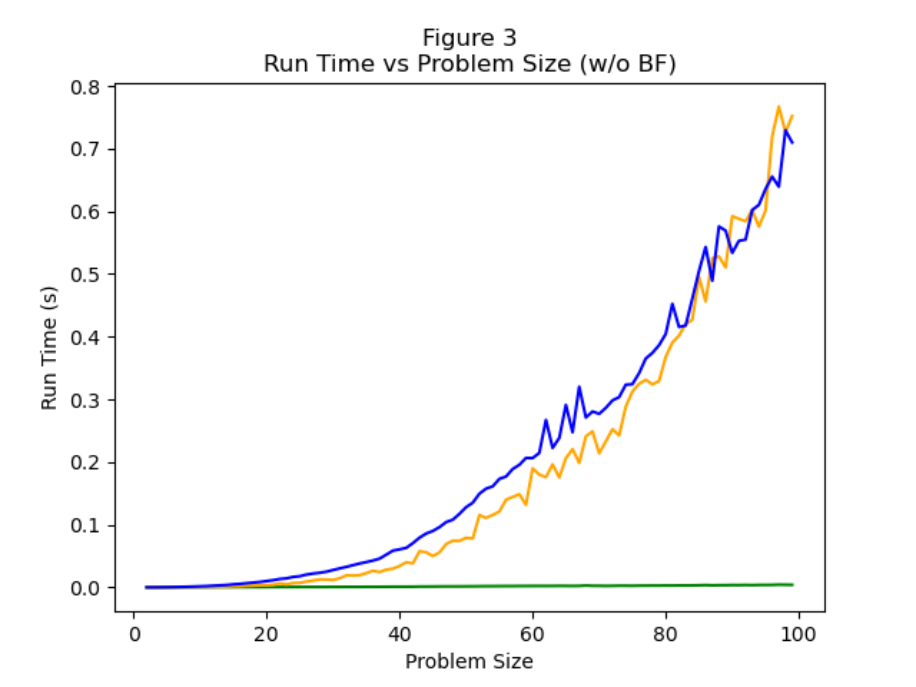 Figure 3
Run Time vs Problem Size (w/o BF)
0.8
0.7
0.6
0.5
0.4
0.3
0.2
0.1
0.0
Run Time (s)
0 20 40 60 80 100
Problem Size